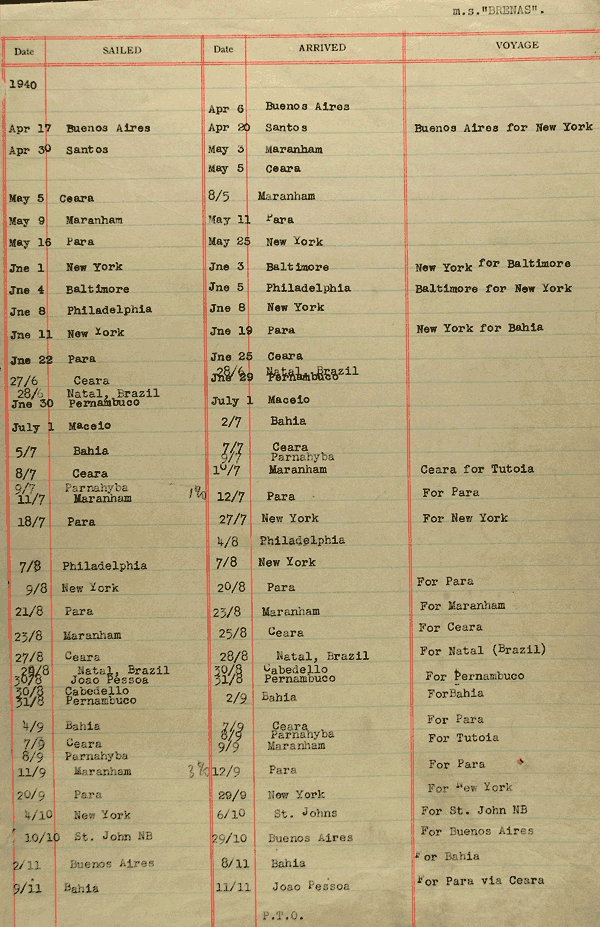 m.s."BRENAS".
Date SAILED Date ARRIVED VOYAGE
1940
Apr 6 Buenos Aires
Apr 17 Buenos Aires Apr 20 Santos Buenos Aires for New York
Apr 30 Santos May 3 Maranham
May 5 Ceara
May 5 Ceara 8/5 Maranham
May 9 Maranham May 11 Para
May 16 Para May 25 New York
Jne 1 New York Jne 3 Baltimore New York for Baltimore
Jne 4 Baltimore Jne 5 Philadelphia Baltimore for New York
Jne 8 Philadelphia Jne 8 New York
Jne 11 New York Jne 19 Para New York for Bahia
Jne 22 Para Jne 25 Ceara
28/6 Natal, Brazil
27/6 Ceara Jne 29 Pernambuco
28/6 Natal, Brazil
Jne 30 Pernambuco July 1 Maceio
July 1 Maceio 2/7 Bahia
5/7 Bahia 7/7 Ceara
9/7 Parnahyba
8/7 Ceara 10/7 Maranham Ceara for Tutoia
9/7 Parnahyba
11/7 Maranham 12/7 Para For Para
18/7 Para 27/7 New York For New York
4/8 Philadelphia
7/8 Philadelphia 7/8 New York
9/8 New York 20/8 Para For Para
21/8 Para 23/8 Maranham For Maranham
23/8 Maranham 25/8 Ceara For Ceara
27/8 Ceara 28/8 Natal, Brazil For Natal (Brazil)
29/8 Natal, Brazil 30/8 Cabedello
30/8 Joao Pessoa 31/8 Pernambuco For Pernambuco
30/8 Cabedello
31/8 Pernambuco 2/9 Bahia ForBahia
4/9 Bahia 7/9 Ceara For Para
8/9 Parnahyba
7/9 Ceara 9/9 Maranham For Tutoia
8/9 Parnahyba
11/9 Maranham 12/9 Para For Para
20/9 Para 29/9 New York For New York
4/10 New York 6/10 St. Johns For St. John NB
10/10 St. John NB 29/10 Buenos Aires For Buenos Aires
2/11 Buenos Aires 8/11 Bahia For Bahia
9/11 Bahia 11/11 Joao Pessoa For Para via Ceara
P.T.O.